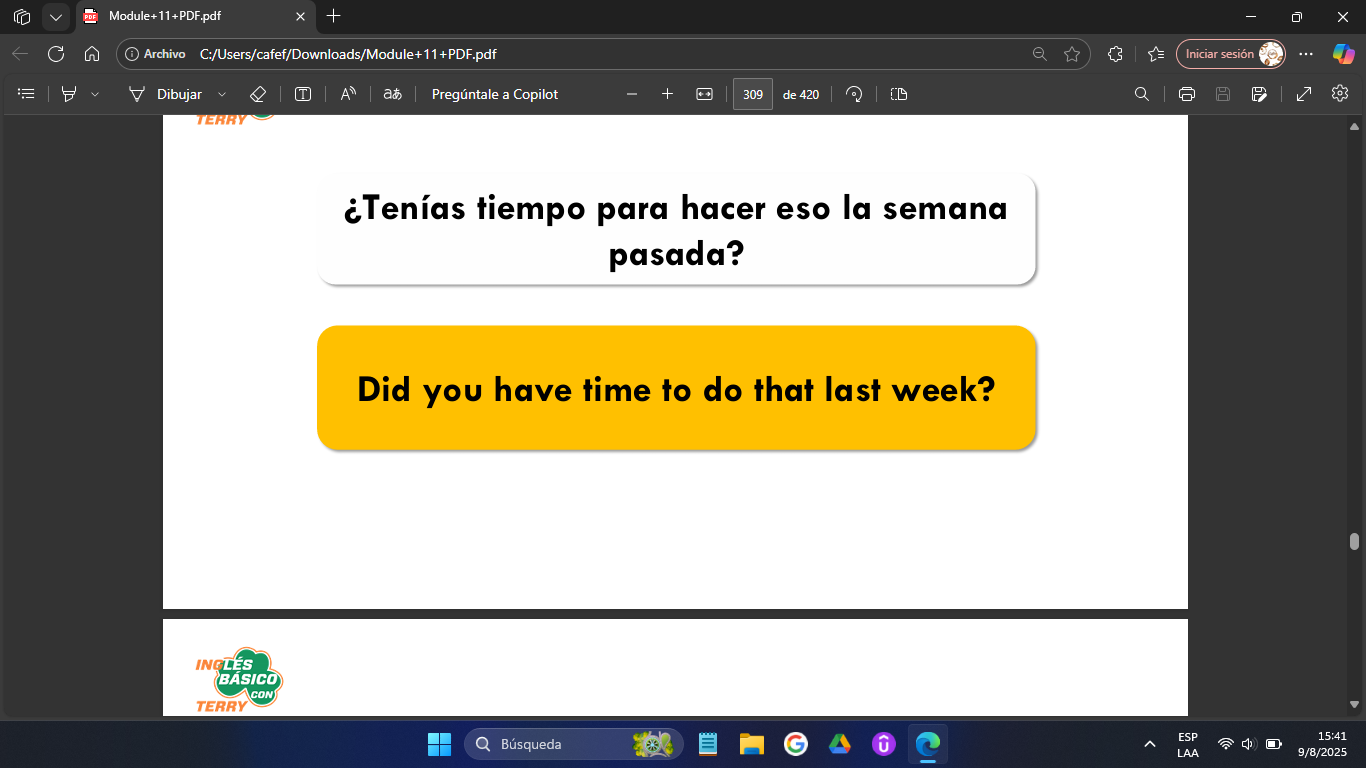 Module+11+PDF.pdf
Archivo C:/Users/cafef/Downloads/Module+11+PDF.pdf Iniciar sesión
Dibujar aあ Pregúntale a Copilot 309 de 420
TERRY
¿Tenías tiempo para hacer eso la semana
pasada?
Did you have time to do that last week?
INGLÉS
BÁSICO
CON
TERRY
Búsqueda
ESP
LAA
15:41
9/8/2025